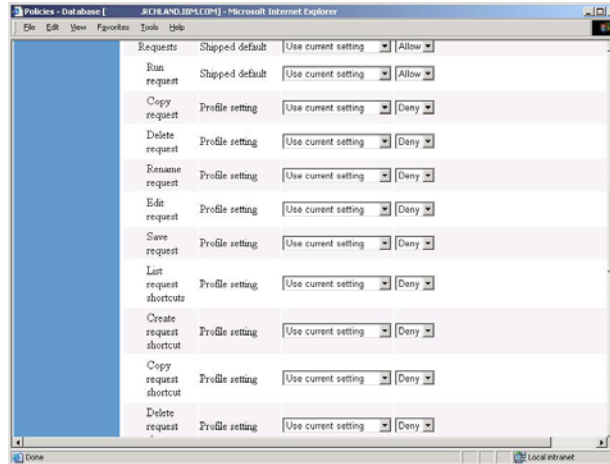 Policies - Database [ .RCHLAND.IBM.COM] - Microsoft Internet Explorer
File Edit View Favorites Tools Help
Requests Shipped default Use current setting Allow
Run
request Shipped default Use current setting Allow
Copy
request Profile setting Use current setting Deny
Delete
request Profile setting Use current setting Deny
Rename
request Profile setting Use current setting Deny
Edit
request Profile setting Use current setting Deny
Save
request Profile setting Use current setting Deny
List
request
shortcuts Profile setting Use current setting Deny
Create
request
shortcut Profile setting Use current setting Deny
Copy
request
shortcut Profile setting Use current setting Deny
Delete
request Profile setting Use current setting Deny
Done Local intranet